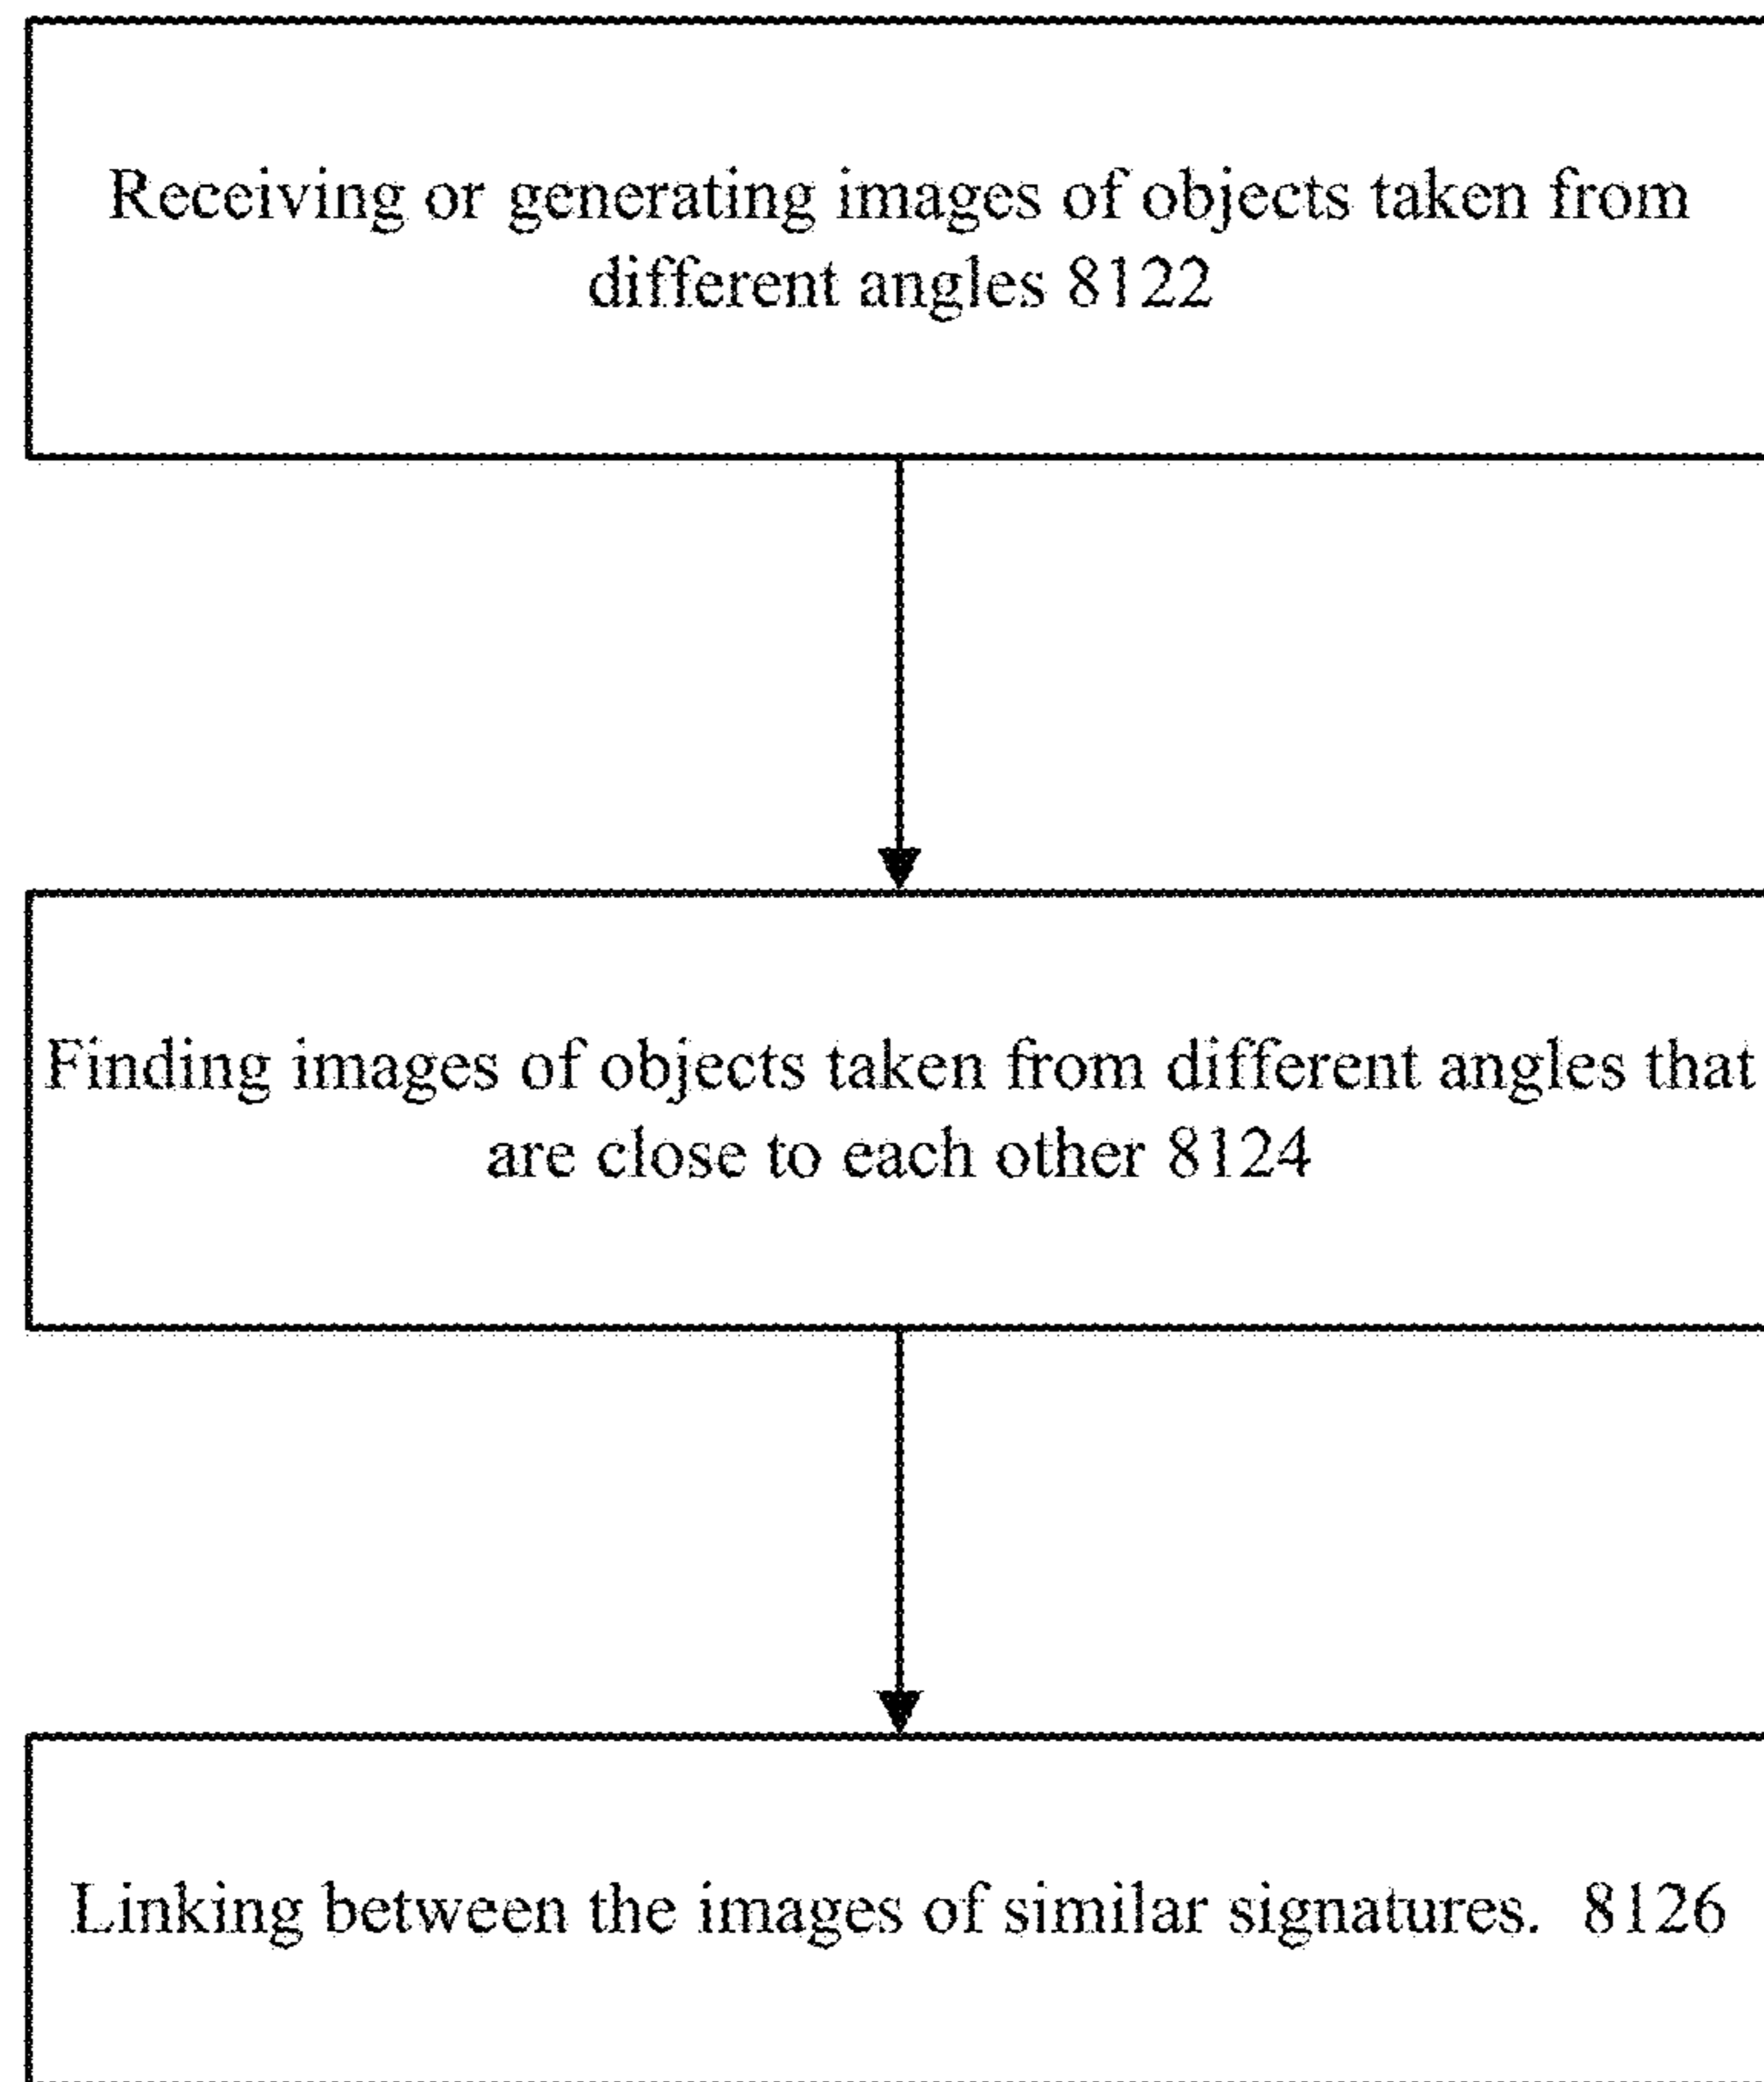 Receiving or generating images of objects taken from
different angles 8122
Finding images of objects taken from different angles that
are close to each other 8124
Linking between the images of similar signatures. 8126